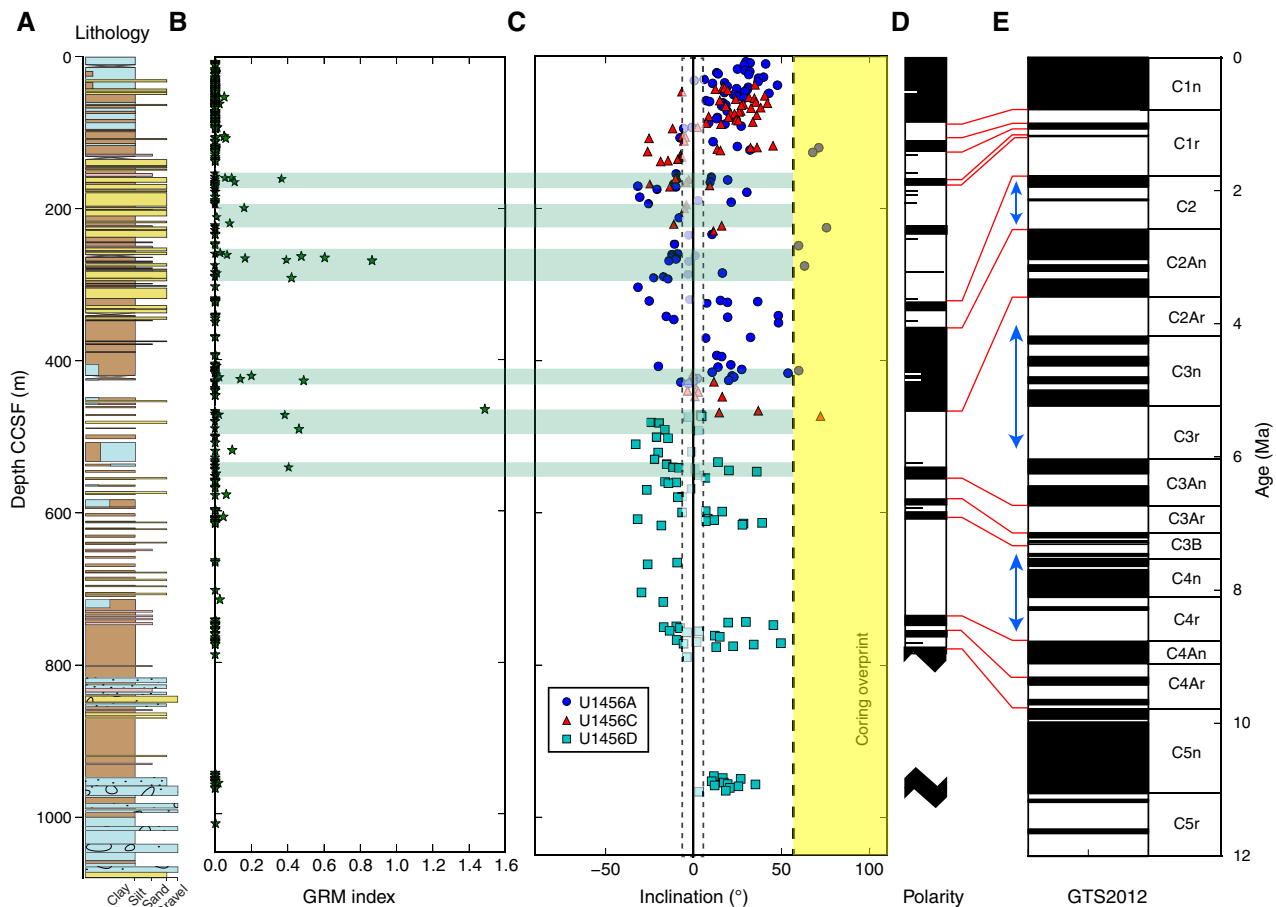 A B C D E
Lithology
0
200
400
600
800
1000
Depth CCSF (m)
Clay
Silt
Sand
0.0 0.2 0.4 0.6 0.8 1.0 1.2 1.4 1.6
GRM index
U1456A
U1456C
U1456D
Coring overprint
−50 0 50 100
Inclination (°)
Polarity
C1n
C1r
C2
C2An
C2Ar
C3n
C3r
C3An
C3Ar
C3B
C4n
C4r
C4An
C4Ar
C5n
C5r
GTS2012
0
2
4
6
8
10
12
Age (Ma)